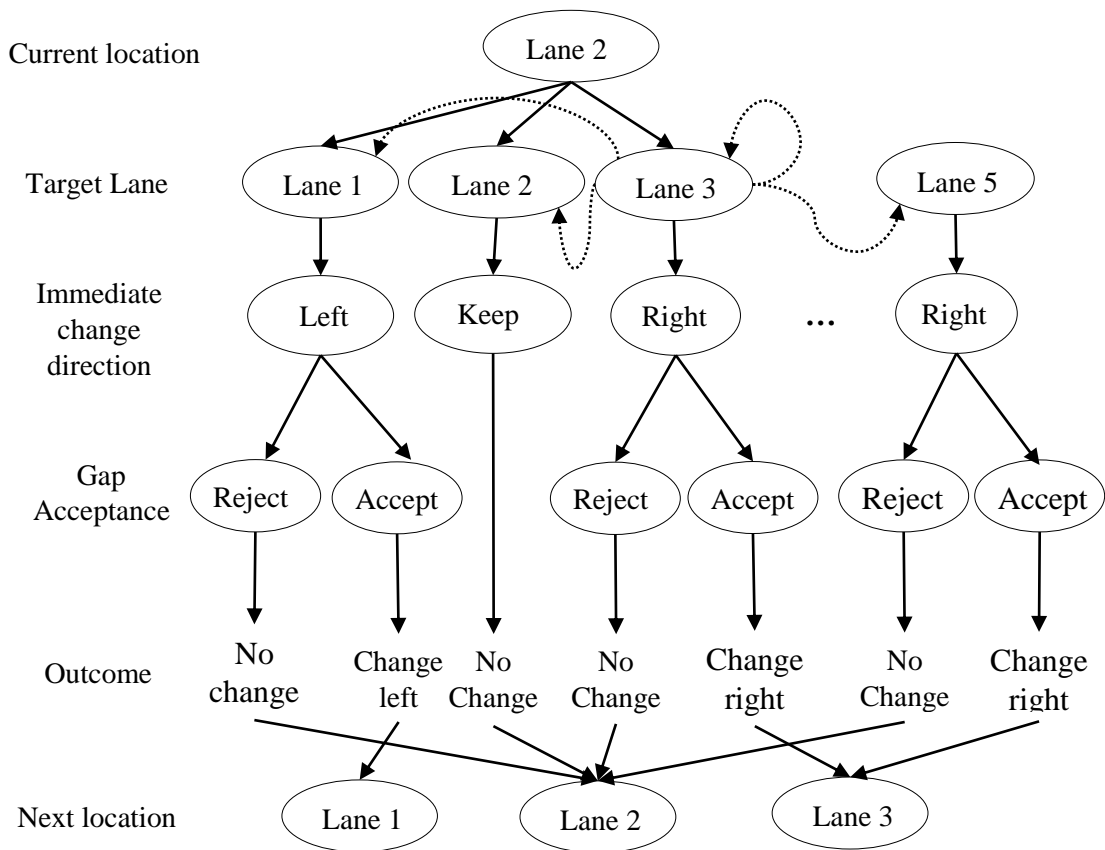 Current location
Lane 2
Target Lane
Lane 1
Lane 2
Lane 3
Lane 5
Immediate
change
direction
Left
Keep
Right
...
Right
Gap
Acceptance
Reject
Accept
Reject
Accept
Reject
Accept
Outcome
No
change
Change
left
No
Change
No
Change
Change
right
No
Change
Change
right
Next location
Lane 1
Lane 2
Lane 3